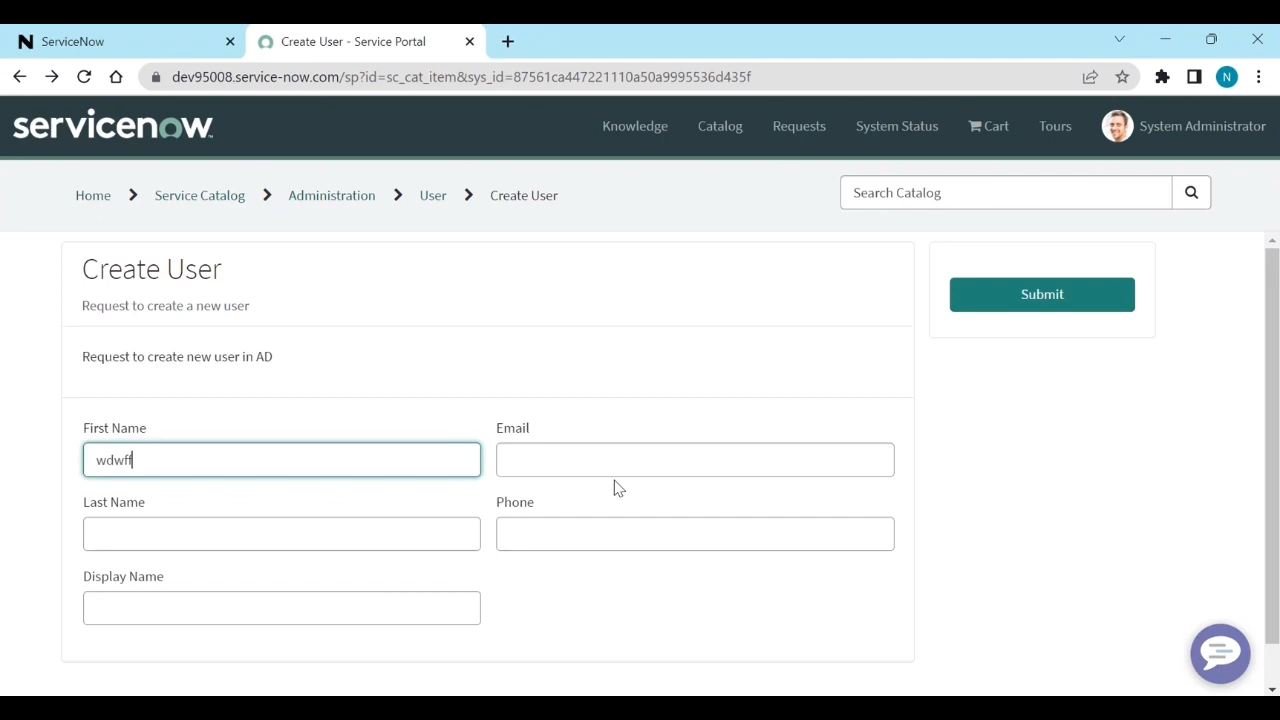 ServiceNow
Create User - Service Portal
dev95008.service-now.com/sp?id=sc_cat_item&sys_id=87561ca447221110a50a9995536d435f
N
servicenow
Knowledge
Catalog
Requests
System Status
Cart
Tours
System Administrator
Home
Service Catalog
Administration
User
Create User
Search Catalog
Create User
Request to create a new user
Submit
Request to create new user in AD
First Name
Email
wdwff
Last Name
Phone
Display Name